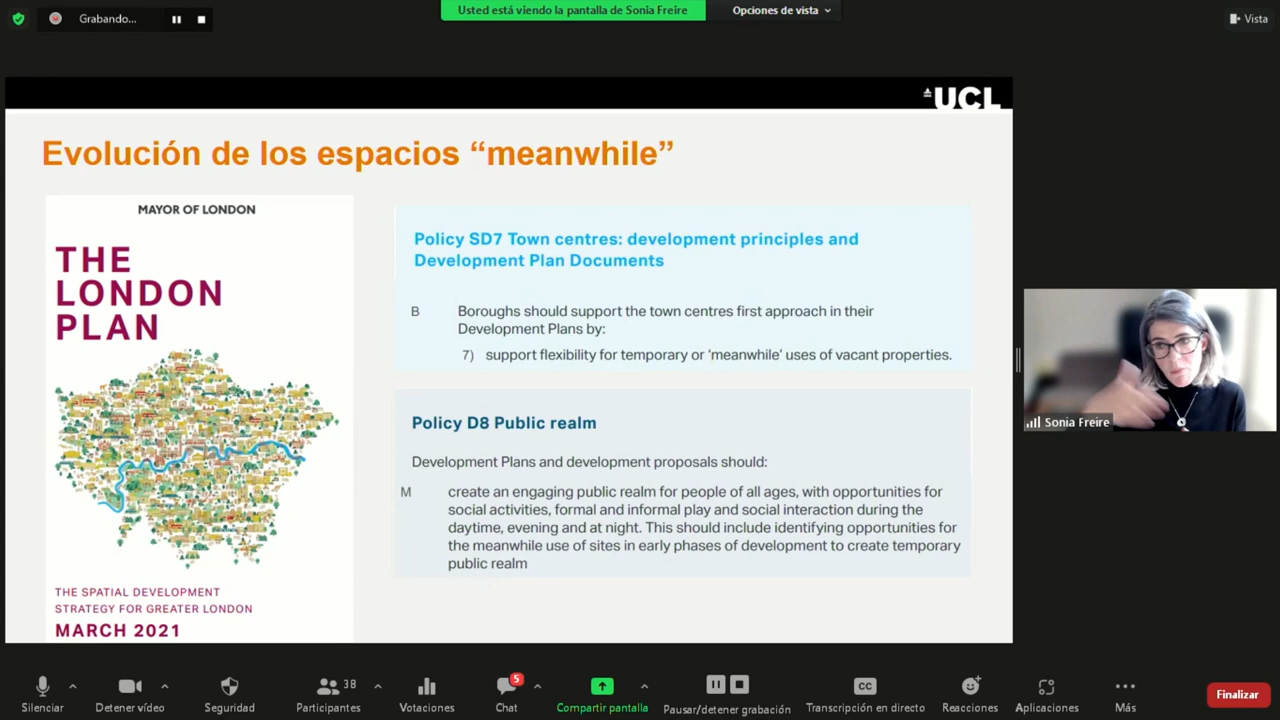 Grabando...
Usted está viendo la pantalla de Sonia Freire
Opciones de vista
Vista
UCL
Evolución de los espacios “meanwhile”
MAYOR OF LONDON
THE
LONDON
PLAN
THE SPATIAL DEVELOPMENT
STRATEGY FOR GREATER LONDON
MARCH 2021
Policy SD7 Town centres: development principles and
Development Plan Documents
B Boroughs should support the town centres first approach in their
Development Plans by:
7) support flexibility for temporary or ‘meanwhile’ uses of vacant properties.
Policy D8 Public realm
Development Plans and development proposals should:
M create an engaging public realm for people of all ages, with opportunities for
social activities, formal and informal play and social interaction during the
daytime, evening and at night. This should include identifying opportunities for
the meanwhile use of sites in early phases of development to create temporary
public realm
Sonia Freire
Silenciar
Detener vídeo
Seguridad
38
Participantes
Votaciones
5
Chat
Compartir pantalla
Pausar/detener grabación
CC
Transcripción en directo
Reacciones
Aplicaciones
Más
Finalizar